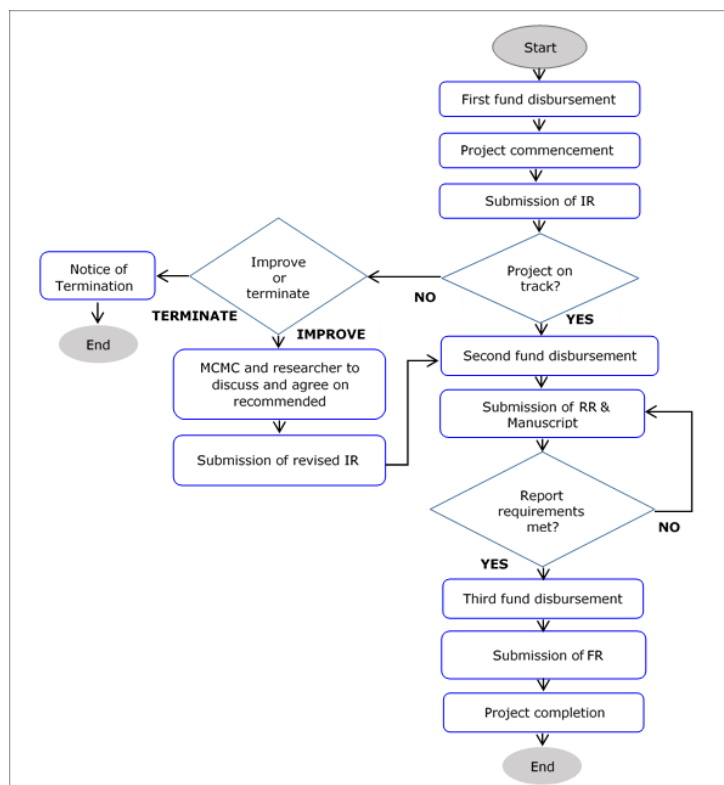 Start
First fund disbursement
Project commencement
Submission of IR
Project on
track?
NO
YES
Improve
or
terminate
TERMINATE
IMPROVE
Notice of
Termination
End
MCMC and researcher to
discuss and agree on
recommended
Submission of revised IR
Second fund disbursement
Submission of RR &
Manuscript
Report
requirements
met?
NO
YES
Third fund disbursement
Submission of FR
Project completion
End